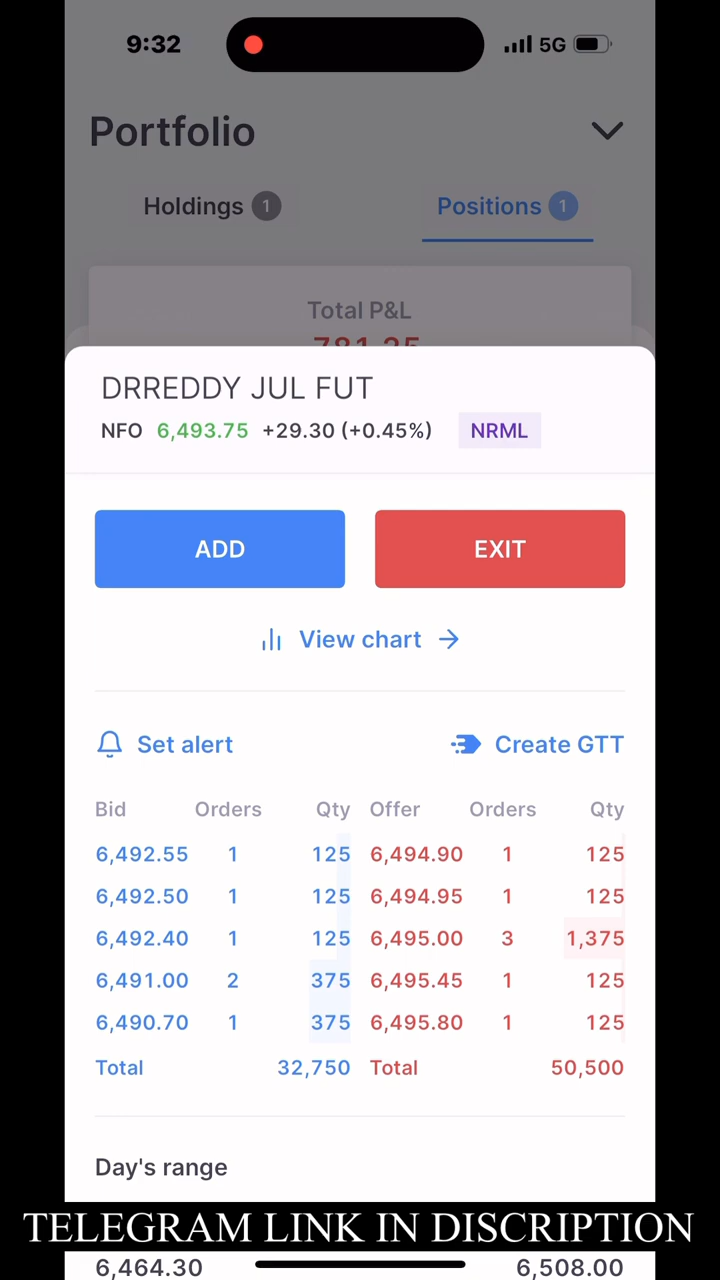 9:32 5G
Portfolio
Holdings 1 Positions 1
Total P&L
781.25
DRREDDY JUL FUT
NFO 6,493.75 +29.30 (+0.45%) NRML
ADD EXIT
View chart
Set alert Create GTT
Bid Orders Qty Offer Orders Qty
6,492.55 1 125 6,494.90 1 125
6,492.50 1 125 6,494.95 1 125
6,492.40 1 125 6,495.00 3 1,375
6,491.00 2 375 6,495.45 1 125
6,490.70 1 375 6,495.80 1 125
Total 32,750 Total 50,500
Day's range
TELEGRAM LINK IN DISCRIPTION
6,464.30 6,508.00